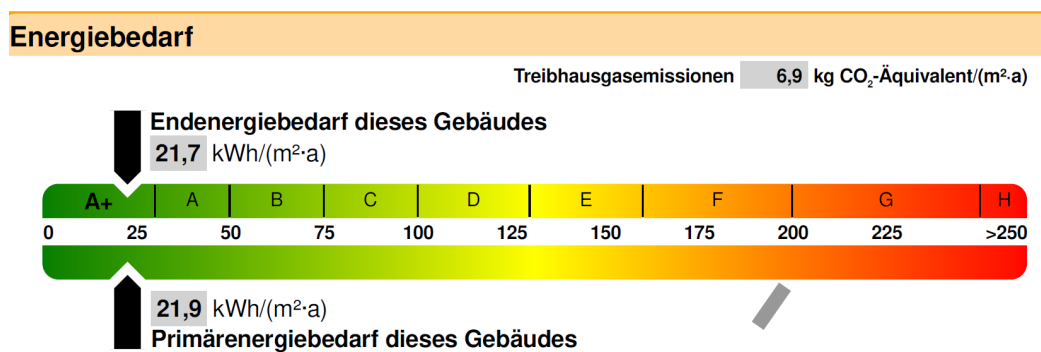 Energiebedarf
Treibhausgasemissionen 6,9 kg CO₂-Äquivalent/(m²·a)
Endenergiebedarf dieses Gebäudes
21,7 kWh/(m²·a)
A+ A B C D E F G H
0 25 50 75 100 125 150 175 200 225 >250
21,9 kWh/(m²·a)
Primärenergiebedarf dieses Gebäudes